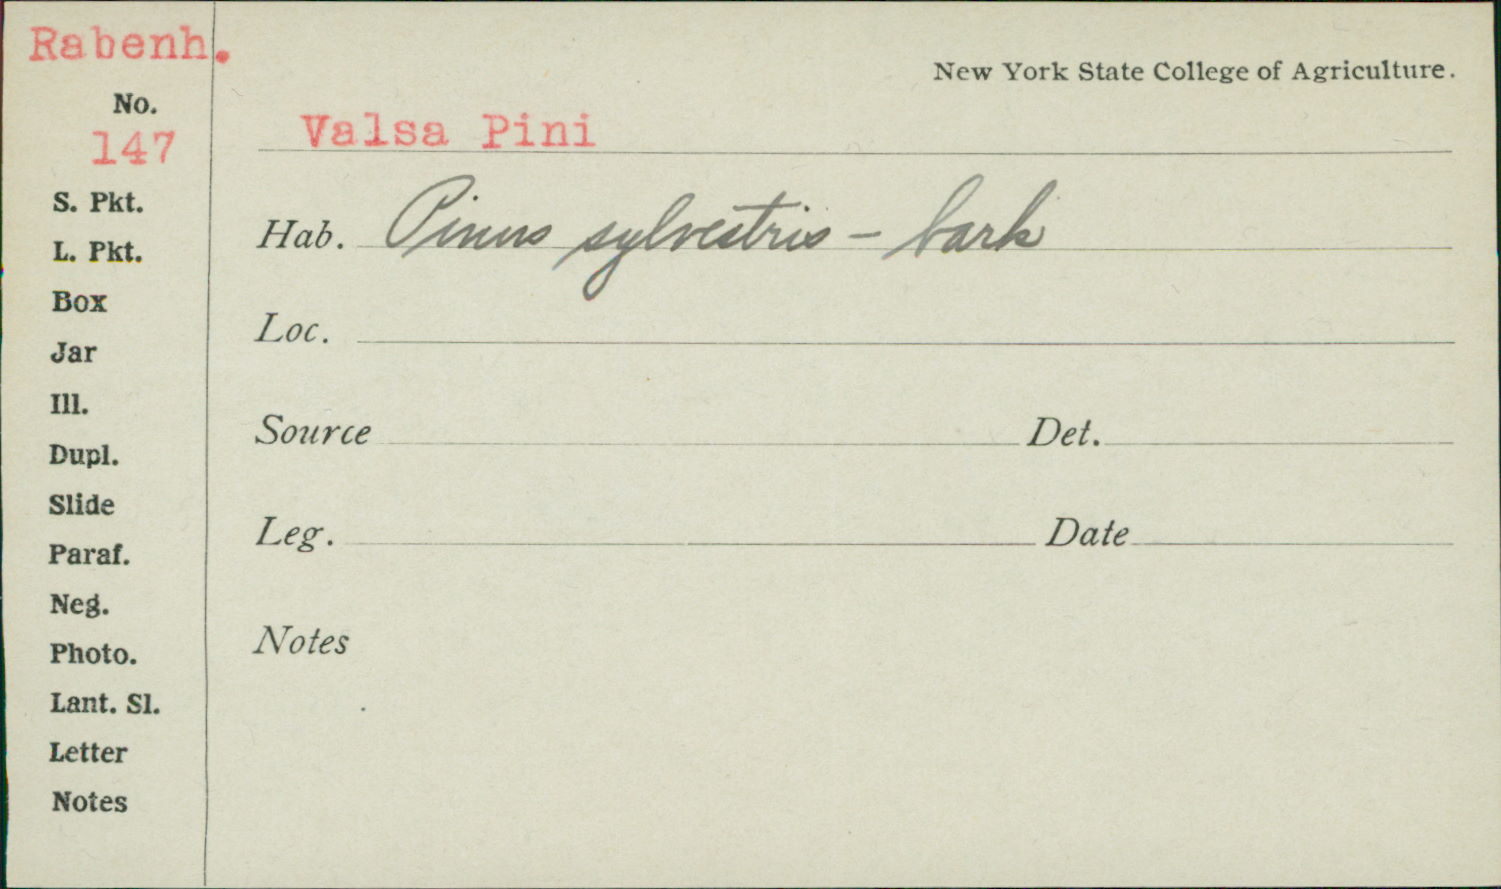 Rabenh.
New York State College of Agriculture.
No.
147
Valsa Pini
S. Pkt.
Hab. Pinus sylvestris – bark
L. Pkt.
Box
Loc.
Jar
Ill.
Source Det.
Dupl.
Slide
Leg. Date
Paraf.
Neg.
Notes
Photo.
Lant. Sl.
Letter
Notes